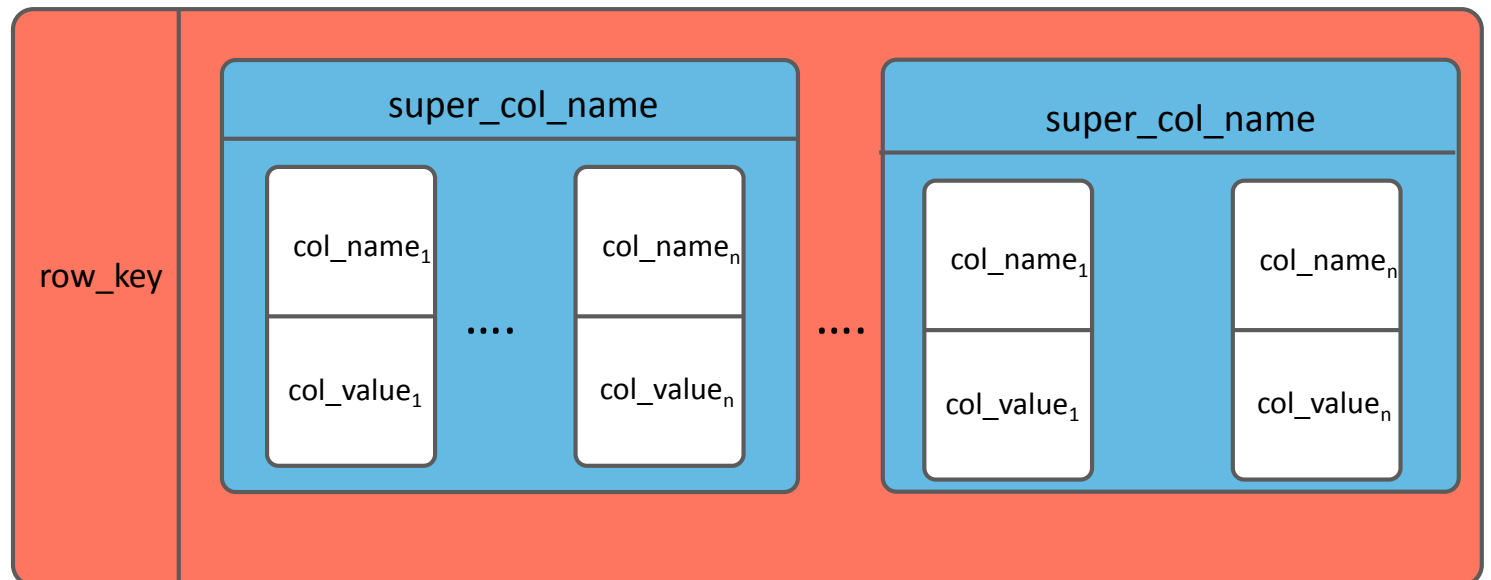 super_col_name
super_col_name
col_name₁
col_nameₙ
col_name₁
col_nameₙ
row_key
....
....
col_value₁
col_valueₙ
col_value₁
col_valueₙ